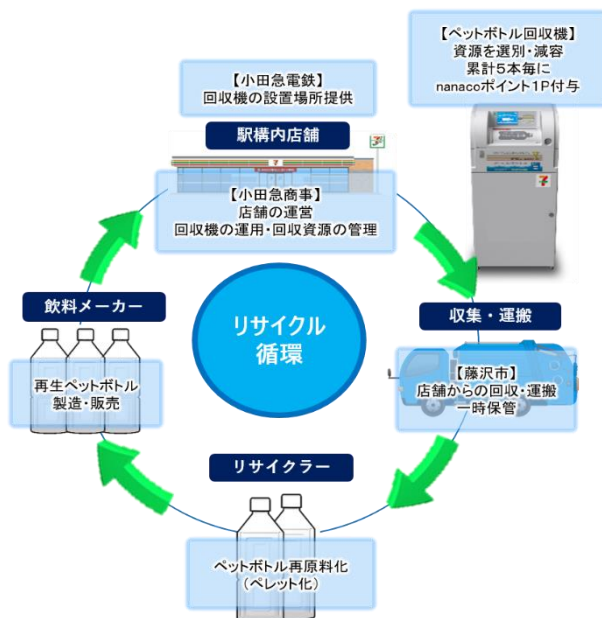 【ペットボトル回収機】
資源を選別・減容
累計5本毎に
nanacoポイント1P付与
【小田急電鉄】
回収機の設置場所提供
駅構内店舗
【小田急商事】
店舗の運営
回収機の運用・回収資源の管理
リサイクル
循環
収集・運搬
【藤沢市】
店舗からの回収・運搬
一時保管
リサイクラー
ペットボトル再原料化
（ペレット化）
飲料メーカー
再生ペットボトル
製造・販売